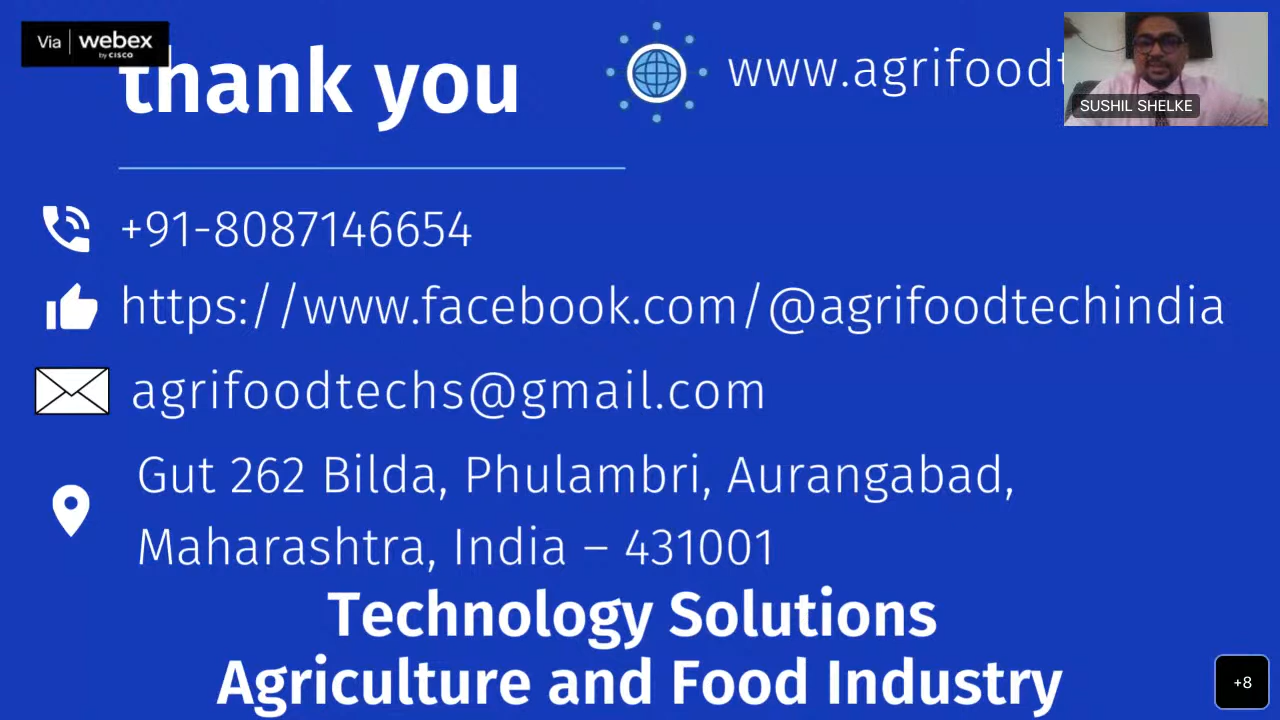 Via webex
by CISCO
thank you
www.agrifoodt
SUSHIL SHELKE
+91-8087146654
https://www.facebook.com/@agrifoodtechindia
agrifoodtechs@gmail.com
Gut 262 Bilda, Phulambri, Aurangabad,
Maharashtra, India – 431001
Technology Solutions
Agriculture and Food Industry
+8